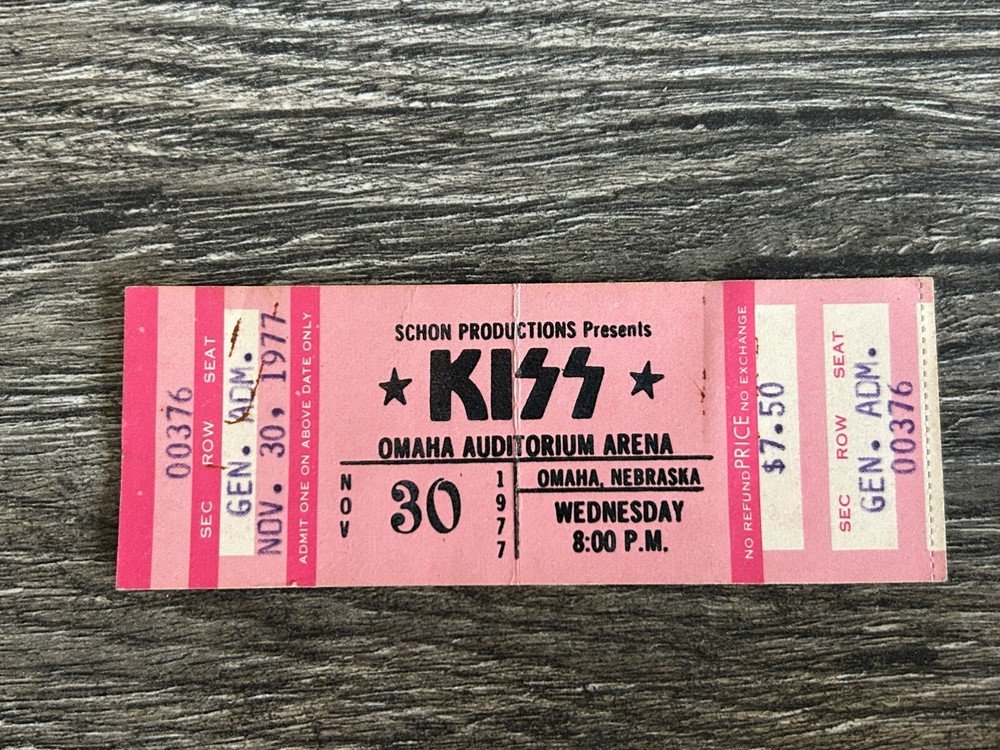 00376
SEC ROW SEAT
GEN. ADM.
NOV. 30, 1977
ADMIT ONE ON ABOVE DATE ONLY
SCHON PRODUCTIONS Presents
★ KISS ★
OMAHA AUDITORIUM ARENA
NOV
30
1977
OMAHA, NEBRASKA
WEDNESDAY
8:00 P.M.
NO REFUND PRICE NO EXCHANGE
$7.50
SEC ROW SEAT
GEN. ADM.
00376